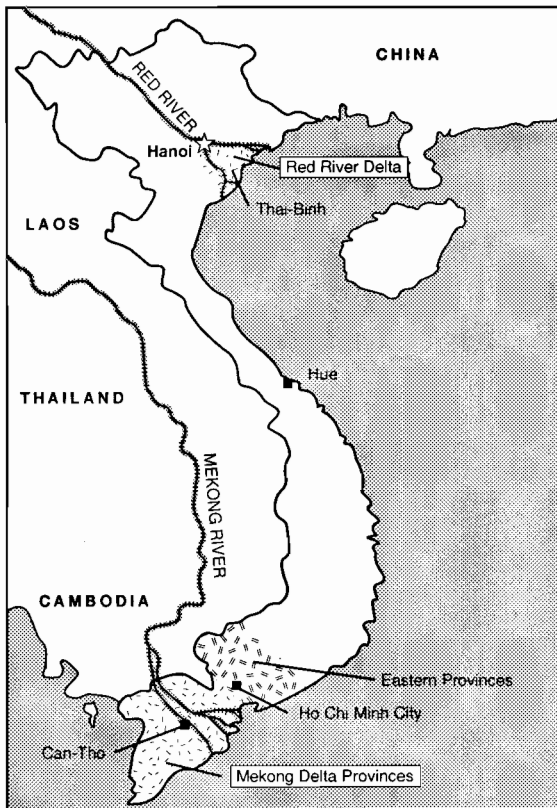 CHINA
RED RIVER
Hanoi
Red River Delta
Thai-Binh
LAOS
Hue
THAILAND
MEKONG RIVER
CAMBODIA
Eastern Provinces
Ho Chi Minh City
Can-Tho
Mekong Delta Provinces